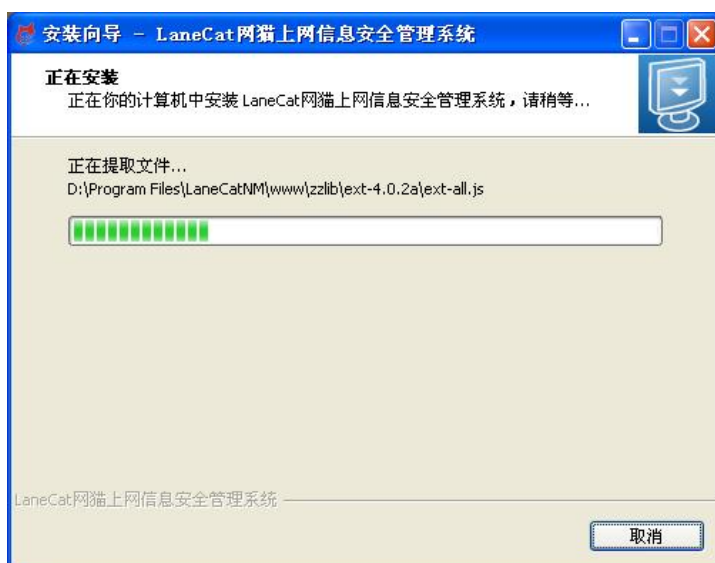 安装向导 - LaneCat网猫上网信息安全管理系统
正在安装
正在你的计算机中安装 LaneCat网猫上网信息安全管理系统，请稍等...
正在提取文件...
D:\Program Files\LaneCatNM\www\zzlib\ext-4.0.2a\ext-all.js
LaneCat网猫上网信息安全管理系统
取消